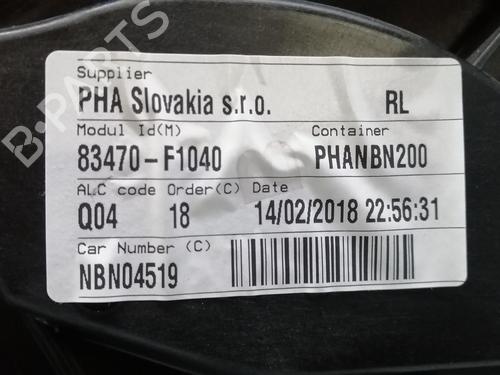 Supplier
PHA Slovakia s.r.o. RL
Modul Id(M) Container
83470-F1040 PHANBN200
ALC code Order(C) Date
Q04 18 14/02/2018 22:56:31
Car Number (C)
NBN04519
B-PARTS